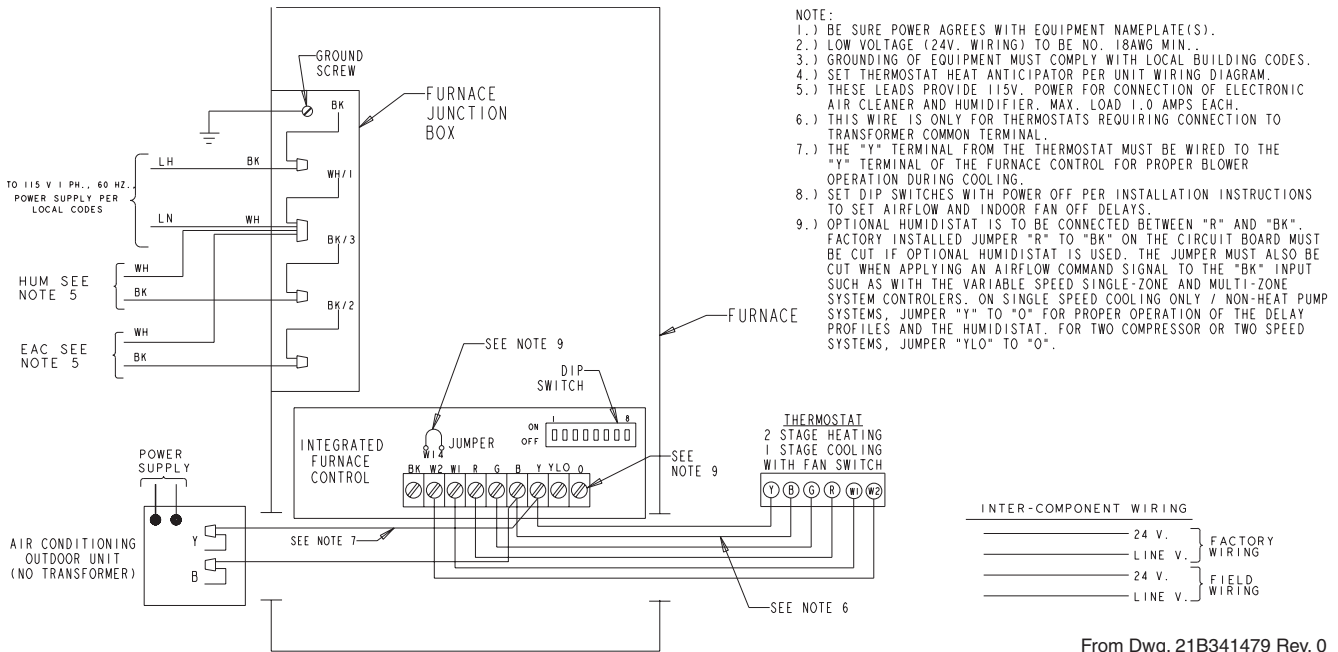 NOTE:
1.) BE SURE POWER AGREES WITH EQUIPMENT NAMEPLATE(S).
2.) LOW VOLTAGE (24V. WIRING) TO BE NO. 18AWG MIN..
3.) GROUNDING OF EQUIPMENT MUST COMPLY WITH LOCAL BUILDING CODES.
4.) SET THERMOSTAT HEAT ANTICIPATOR PER UNIT WIRING DIAGRAM.
5.) THESE LEADS PROVIDE 115V. POWER FOR CONNECTION OF ELECTRONIC
AIR CLEANER AND HUMIDIFIER. MAX. LOAD 1.0 AMPS EACH.
6.) THIS WIRE IS ONLY FOR THERMOSTATS REQUIRING CONNECTION TO
TRANSFORMER COMMON TERMINAL.
7.) THE "Y" TERMINAL FROM THE THERMOSTAT MUST BE WIRED TO THE
"Y" TERMINAL OF THE FURNACE CONTROL FOR PROPER BLOWER
OPERATION DURING COOLING.
8.) SET DIP SWITCHES WITH POWER OFF PER INSTALLATION INSTRUCTIONS
TO SET AIRFLOW AND INDOOR FAN OFF DELAYS.
9.) OPTIONAL HUMIDISTAT IS TO BE CONNECTED BETWEEN "R" AND "BK".
FACTORY INSTALLED JUMPER "R" TO "BK" ON THE CIRCUIT BOARD MUST
BE CUT IF OPTIONAL HUMIDISTAT IS USED. THE JUMPER MUST ALSO BE
CUT WHEN APPLYING AN AIRFLOW COMMAND SIGNAL TO THE "BK" INPUT
SUCH AS WITH THE VARIABLE SPEED SINGLE-ZONE AND MULTI-ZONE
SYSTEM CONTROLERS. ON SINGLE SPEED COOLING ONLY / NON-HEAT PUMP
SYSTEMS, JUMPER "Y" TO "O" FOR PROPER OPERATION OF THE DELAY
PROFILES AND THE HUMIDISTAT. FOR TWO COMPRESSOR OR TWO SPEED
SYSTEMS, JUMPER "YLO" TO "O".
GROUND
SCREW
BK
FURNACE
JUNCTION
BOX
LH
BK
WH/1
TO 115 V 1 PH., 60 HZ.,
POWER SUPPLY PER
LOCAL CODES
LN
WH
BK/3
HUM SEE
NOTE 5
WH
BK
BK/2
EAC SEE
NOTE 5
WH
BK
FURNACE
SEE NOTE 9
DIP
SWITCH
INTEGRATED
FURNACE
CONTROL
W14
JUMPER
1 8
ON
OFF
BK W2 W1 R G B Y YLO O
SEE
NOTE 9
THERMOSTAT
2 STAGE HEATING
1 STAGE COOLING
WITH FAN SWITCH
Y B G R W1 W2
POWER
SUPPLY
AIR CONDITIONING
OUTDOOR UNIT
(NO TRANSFORMER)
Y
B
SEE NOTE 7
SEE NOTE 6
INTER-COMPONENT WIRING
24 V.
LINE V.
FACTORY
WIRING
24 V.
LINE V.
FIELD
WIRING
From Dwg. 21B341479 Rev. 0